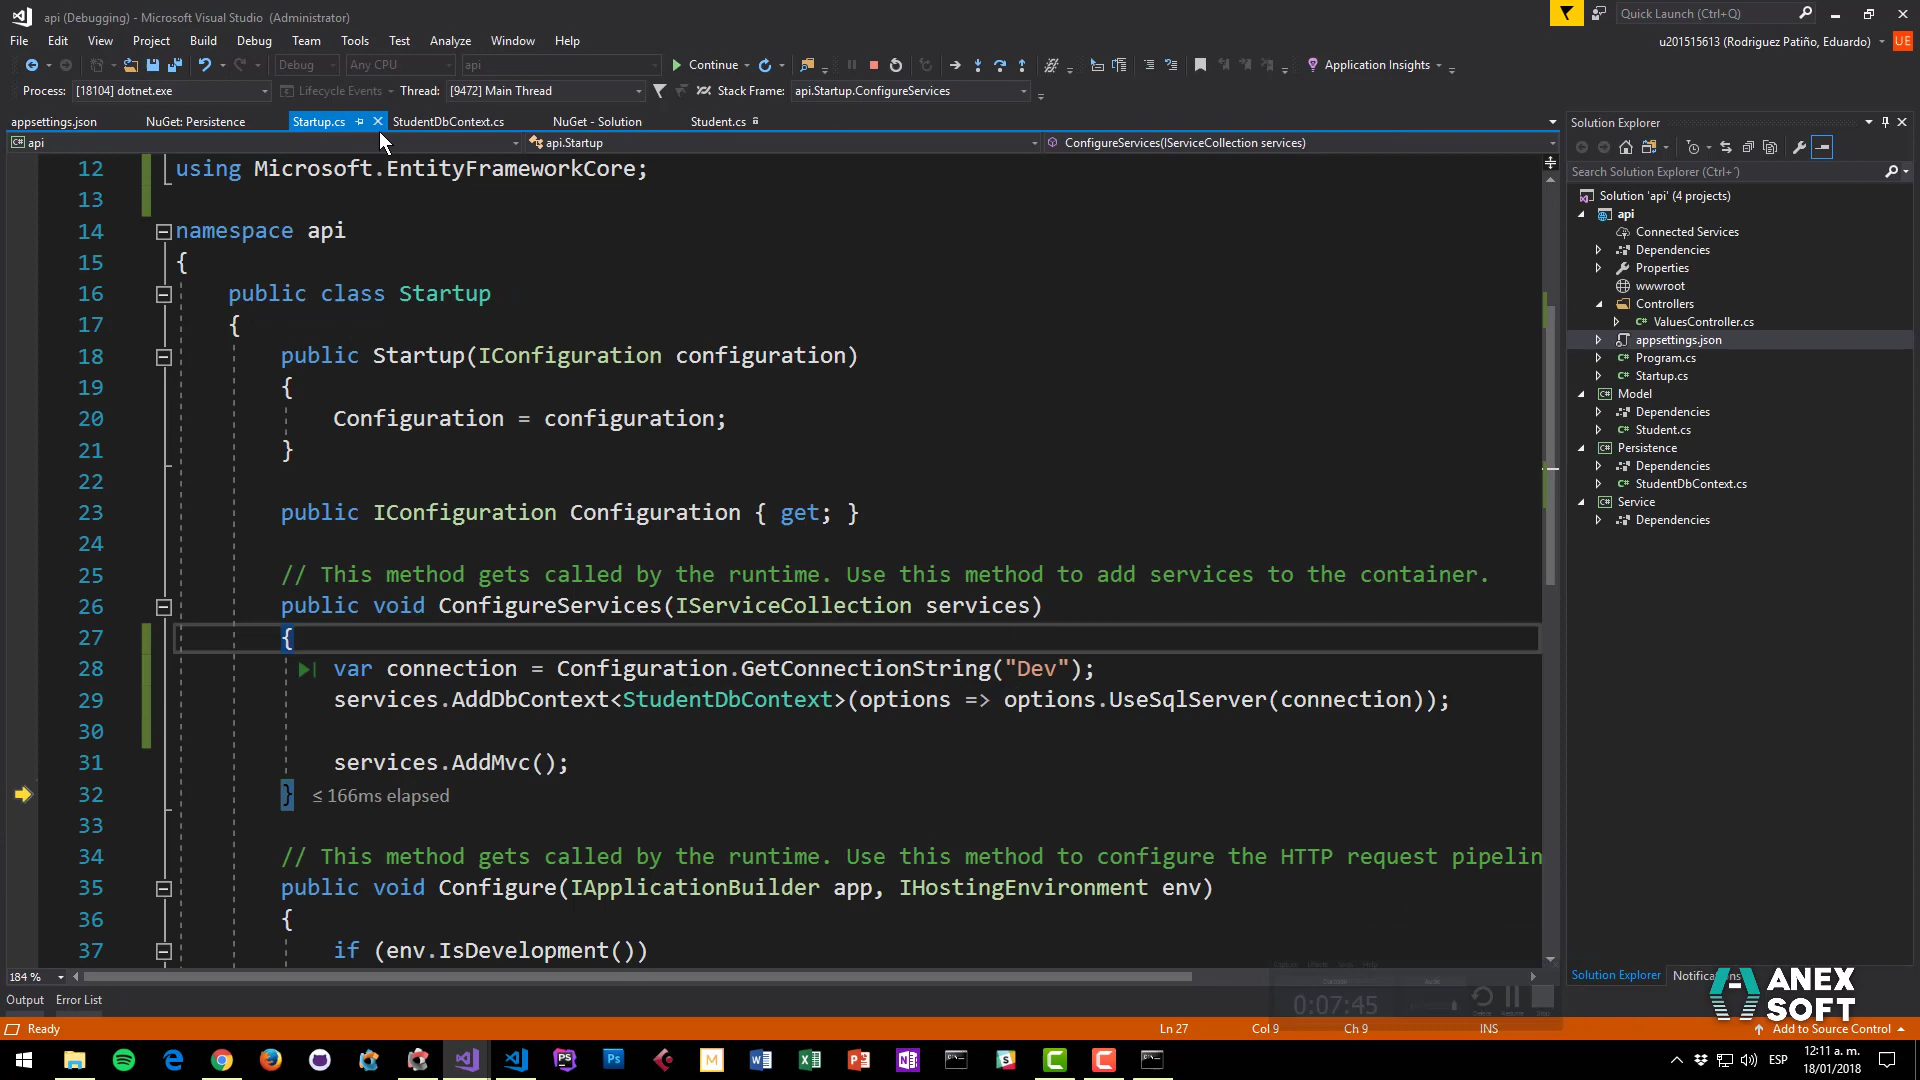 api (Debugging) - Microsoft Visual Studio (Administrator)
Quick Launch (Ctrl+Q)
File Edit View Project Build Debug Team Tools Test Analyze Window Help
u201515613 (Rodriguez Patiño, Eduardo) UE
Debug Any CPU api Continue Application Insights
Process: [18104] dotnet.exe Lifecycle Events Thread: [9472] Main Thread Stack Frame: api.Startup.ConfigureServices
appsettings.json NuGet: Persistence Startup.cs StudentDbContext.cs NuGet - Solution Student.cs
api api.Startup ConfigureServices(IServiceCollection services)
12 using Microsoft.EntityFrameworkCore;
13
14 namespace api
15 {
16 public class Startup
17 {
18 public Startup(IConfiguration configuration)
19 {
20 Configuration = configuration;
21 }
22
23 public IConfiguration Configuration { get; }
24
25 // This method gets called by the runtime. Use this method to add services to the container.
26 public void ConfigureServices(IServiceCollection services)
27 {
28 var connection = Configuration.GetConnectionString("Dev");
29 services.AddDbContext<StudentDbContext>(options => options.UseSqlServer(connection));
30
31 services.AddMvc();
32 } ≤ 166ms elapsed
33
34 // This method gets called by the runtime. Use this method to configure the HTTP request pipelin
35 public void Configure(IApplicationBuilder app, IHostingEnvironment env)
36 {
37 if (env.IsDevelopment())
184 %
Solution Explorer
Search Solution Explorer (Ctrl+´)
Solution 'api' (4 projects)
api
Connected Services
Dependencies
Properties
wwwroot
Controllers
ValuesController.cs
appsettings.json
Program.cs
Startup.cs
Model
Dependencies
Student.cs
Persistence
Dependencies
StudentDbContext.cs
Service
Dependencies
Solution Explorer
ANEX
SOFT
0:07:45
Output Error List
Ready Ln 27 Col 9 Ch 9 INS Add to Source Control
ESP
12:11 a. m.
18/01/2018